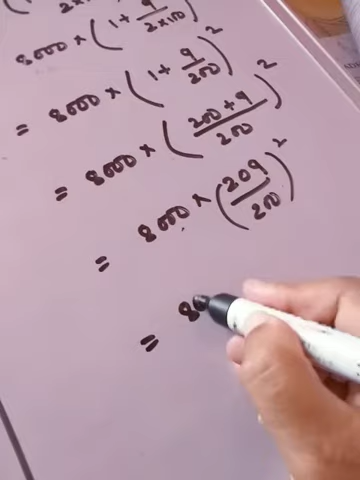 8000 × (1 + 9/2×100)
= 8000 × (1 + 9/200)²
= 8000 × (200+9/200)²
= 8000 × (209/200)²
= 8